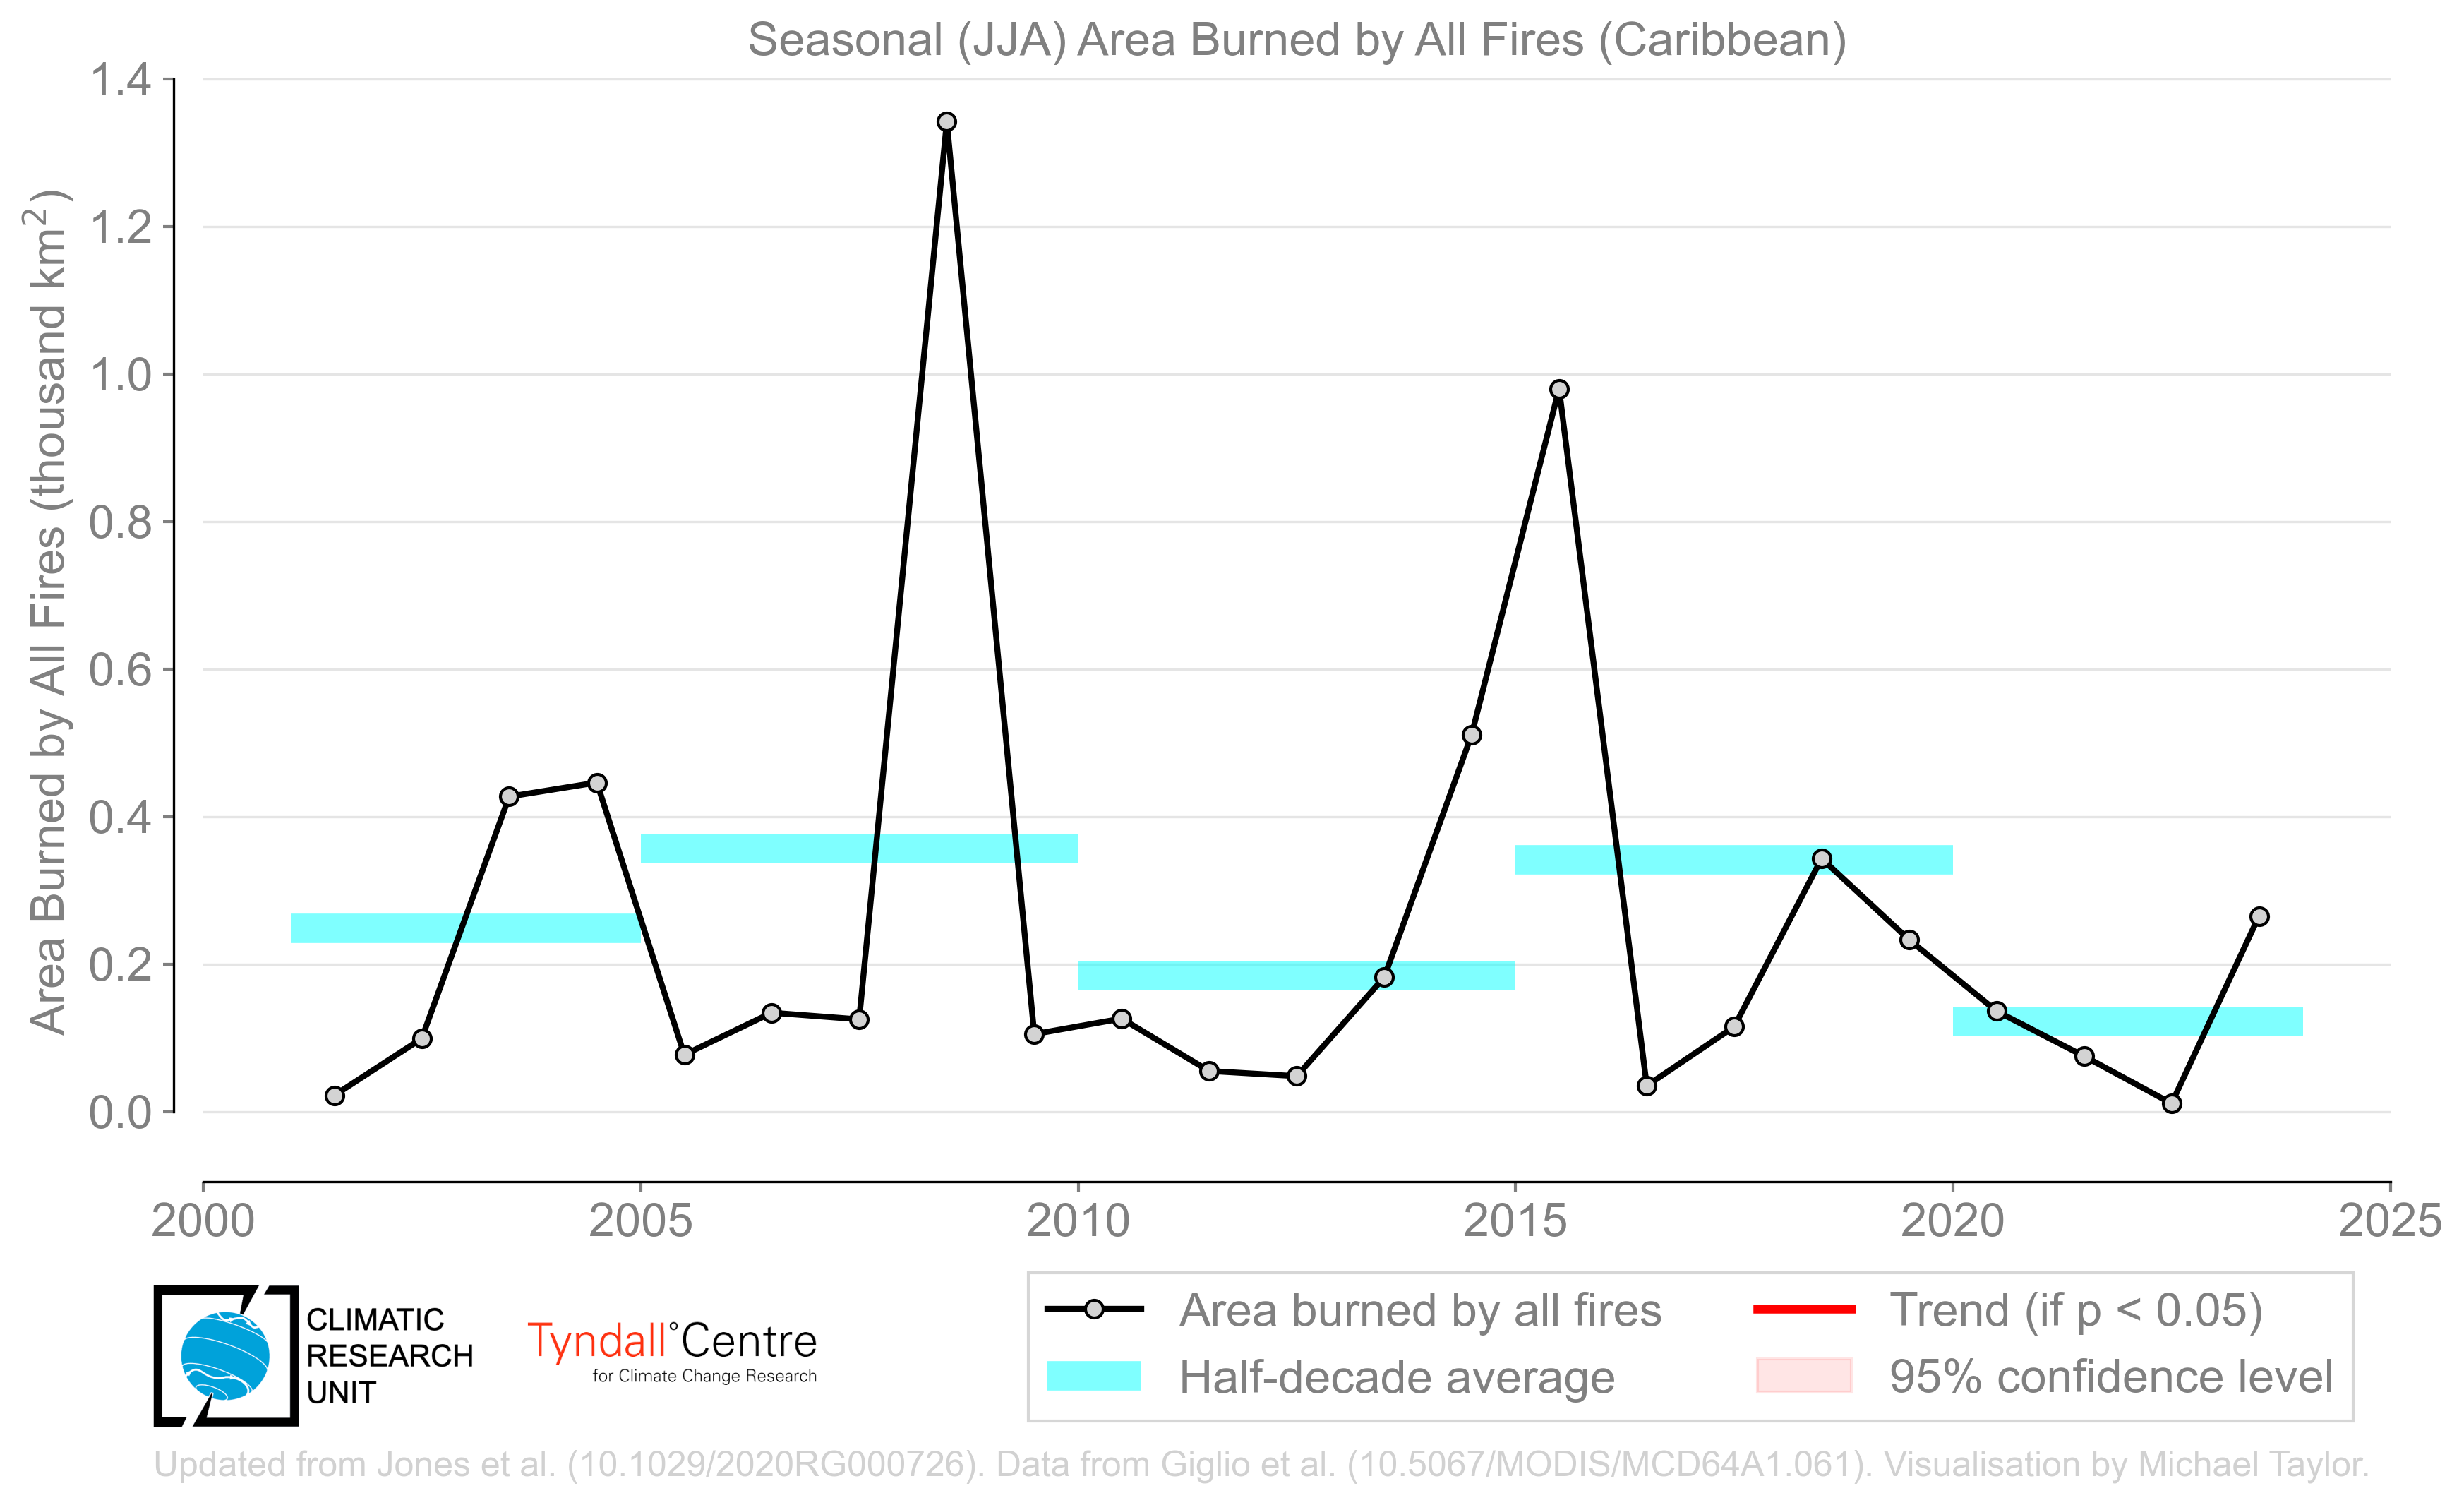 Seasonal (JJA) Area Burned by All Fires (Caribbean)
Area Burned by All Fires (thousand km²)
1.4
1.2
1.0
0.8
0.6
0.4
0.2
0.0
2000 2005 2010 2015 2020 2025
CLIMATIC
RESEARCH
UNIT
Tyndall°Centre
for Climate Change Research
Area burned by all fires
Half-decade average
Trend (if p < 0.05)
95% confidence level
Updated from Jones et al. (10.1029/2020RG000726). Data from Giglio et al. (10.5067/MODIS/MCD64A1.061). Visualisation by Michael Taylor.